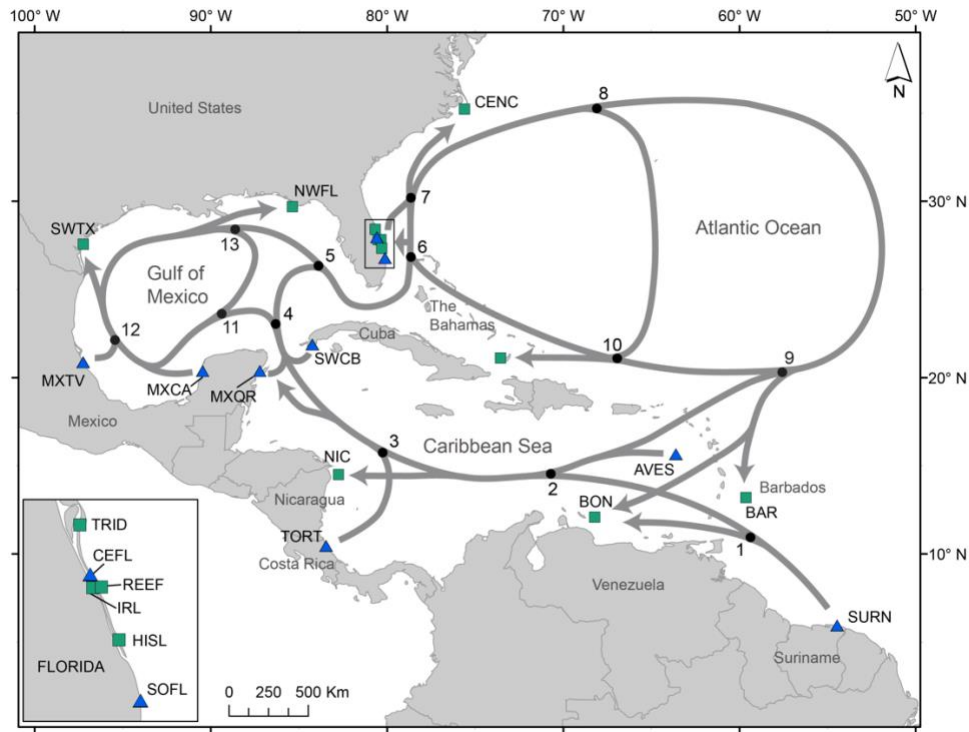 100° W
90° W
80° W
70° W
60° W
50° W
N
United States
CENC
8
7
NWFL
SWTX
30° N
13
6
Atlantic Ocean
5
Gulf of
Mexico
The
Bahamas
4
11
12
Cuba
10
9
SWCB
MXTV
MXCA
MXQR
20° N
Mexico
3
Caribbean Sea
NIC
2
AVES
Barbados
Nicaragua
BON
BAR
TORT
Costa Rica
1
10° N
Venezuela
SURN
Suriname
TRID
CEFL
REEF
IRL
HISL
FLORIDA
SOFL
0 250 500 Km